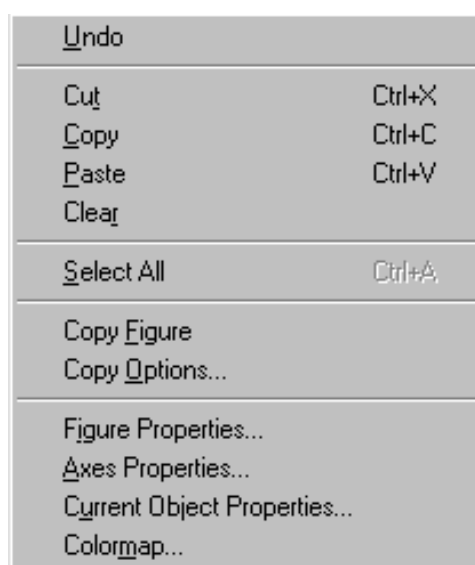 Undo
Cut Ctrl+X
Copy Ctrl+C
Paste Ctrl+V
Clear
Select All Ctrl+A
Copy Figure
Copy Options...
Figure Properties...
Axes Properties...
Current Object Properties...
Colormap...